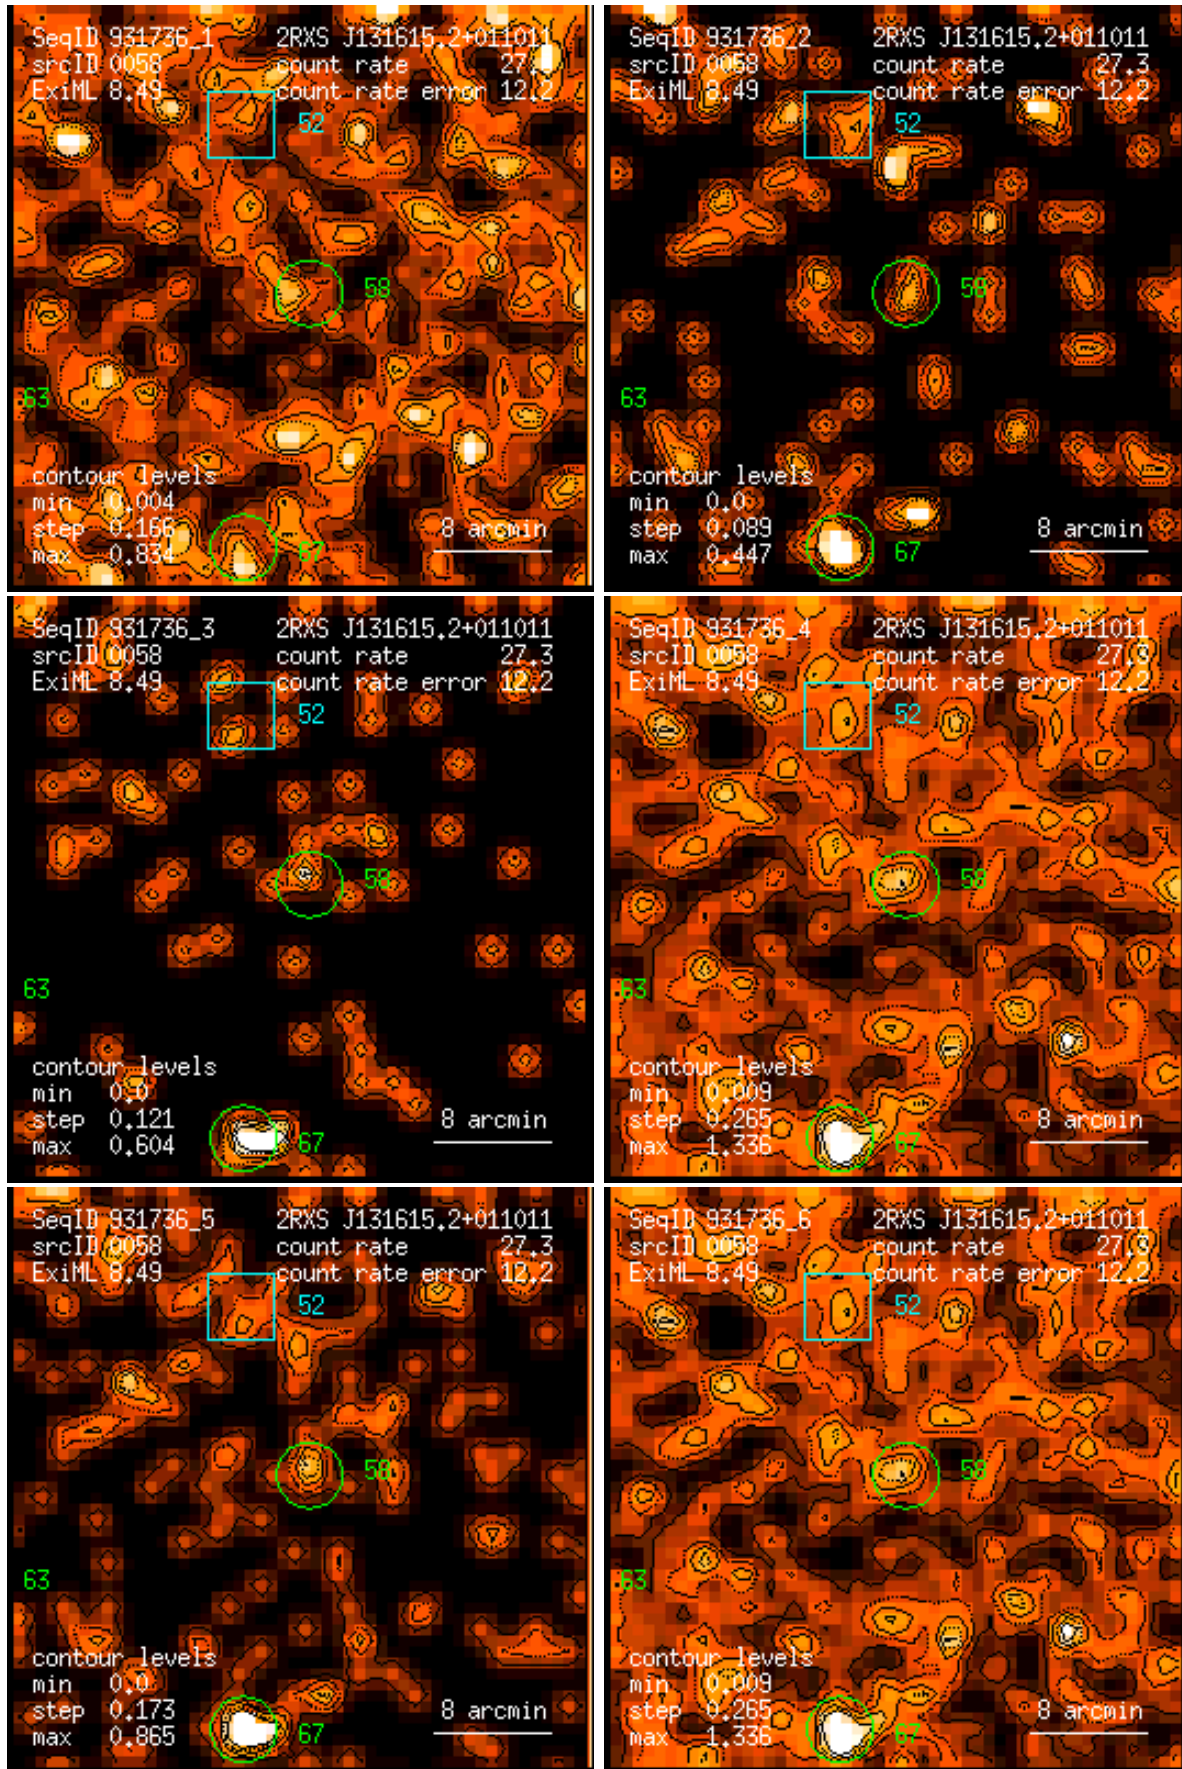 SeqID 931736_1 2RXS J131615.2+011011
srcID 0058 count rate 27.3
ExiML 8.49 count rate error 12.2
52
58
63
contour levels
min 0.004
step 0.166 8 arcmin
max 0.834 67
SeqID 931736_2 2RXS J131615.2+011011
srcID 0058 count rate 27.3
ExiML 8.49 count rate error 12.2
52
58
63
contour levels
min 0.0
step 0.089 8 arcmin
max 0.447 67
SeqID 931736_3 2RXS J131615.2+011011
srcID 0058 count rate 27.3
ExiML 8.49 count rate error 12.2
52
58
63
contour levels
min 0.0
step 0.121 8 arcmin
max 0.604 67
SeqID 931736_4 2RXS J131615.2+011011
srcID 0058 count rate 27.3
ExiML 8.49 count rate error 12.2
52
58
63
contour levels
min 0.009
step 0.265 8 arcmin
max 1.336 67
SeqID 931736_5 2RXS J131615.2+011011
srcID 0058 count rate 27.3
ExiML 8.49 count rate error 12.2
52
58
63
contour levels
min 0.0
step 0.173 8 arcmin
max 0.865 67
SeqID 931736_6 2RXS J131615.2+011011
srcID 0058 count rate 27.3
ExiML 8.49 count rate error 12.2
52
58
63
contour levels
min 0.009
step 0.265 8 arcmin
max 1.336 67